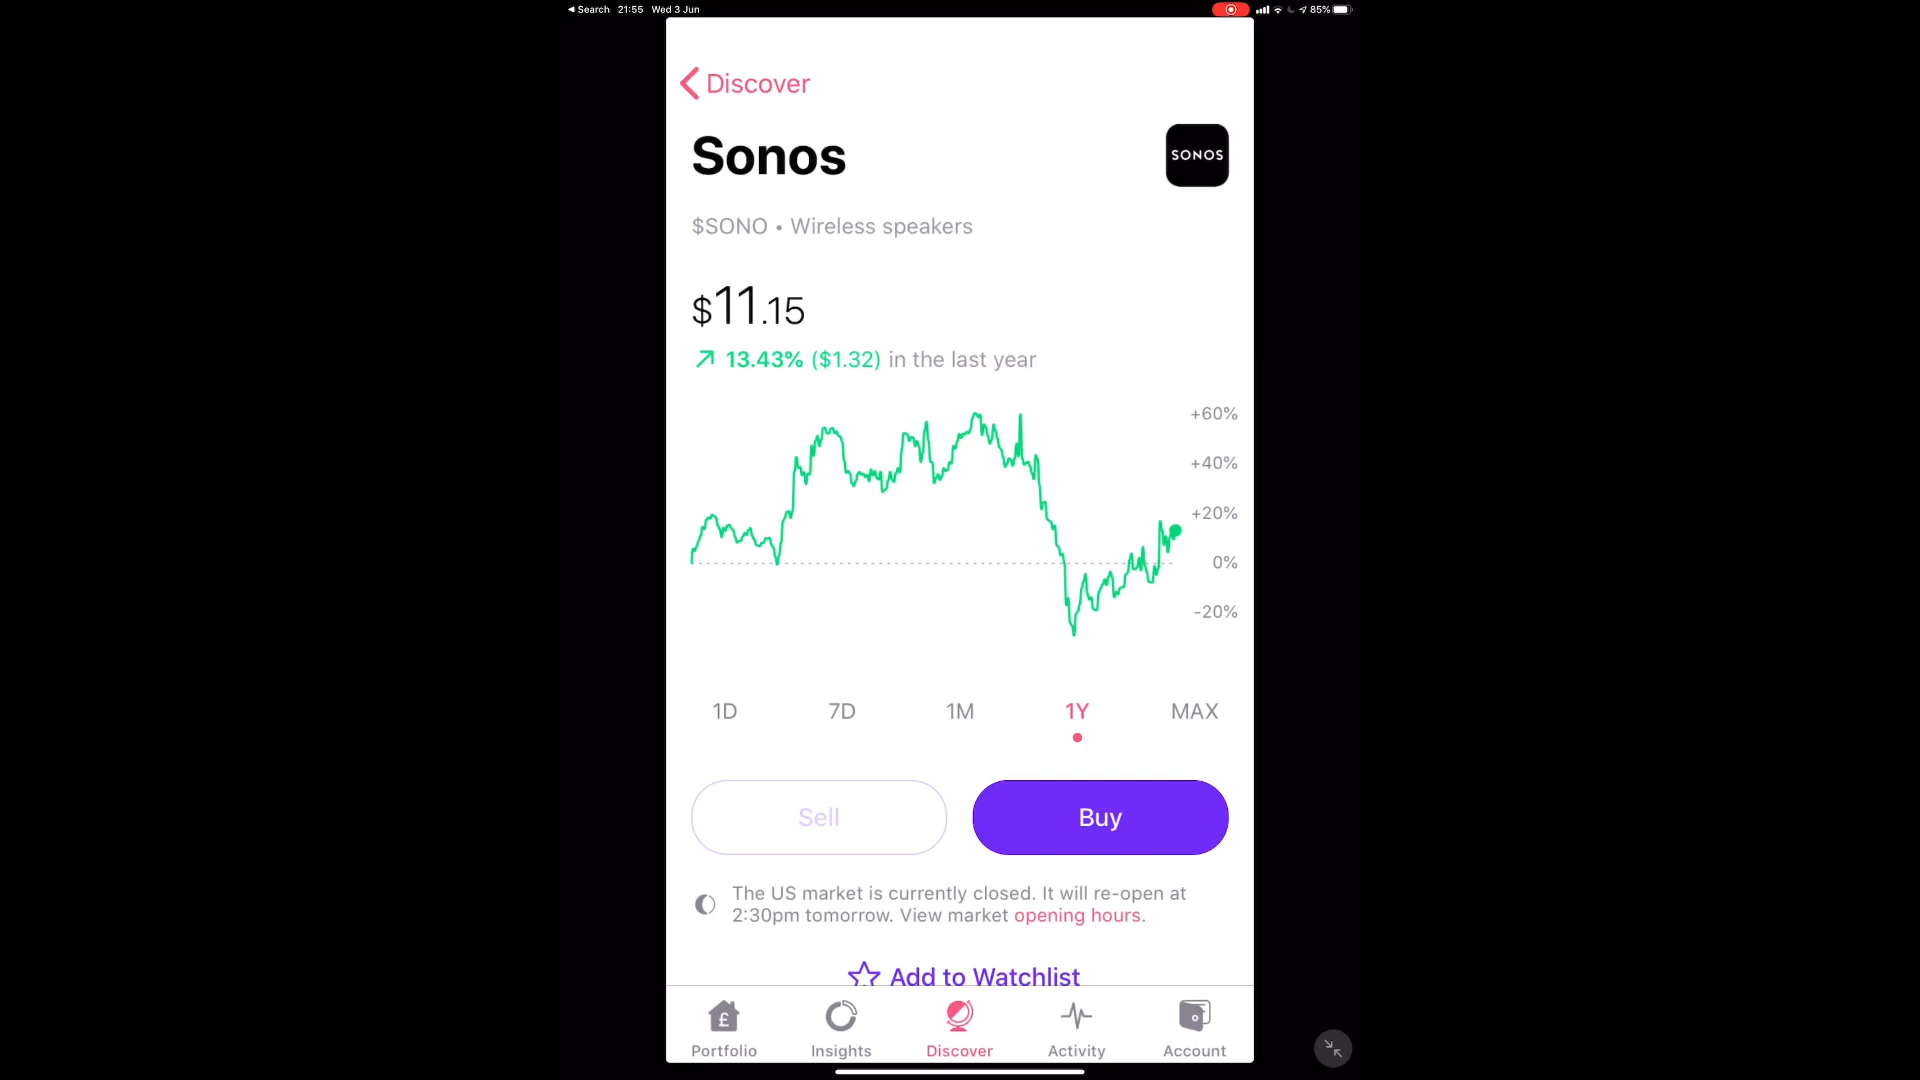 ◀ Search 21:55 Wed 3 Jun 85%
Discover
Sonos
SONOS
$SONO • Wireless speakers
$11.15
13.43% ($1.32) in the last year
+60%
+40%
+20%
0%
-20%
1D 7D 1M 1Y MAX
Sell Buy
The US market is currently closed. It will re-open at
2:30pm tomorrow. View market opening hours.
Add to Watchlist
£
Portfolio Insights Discover Activity Account